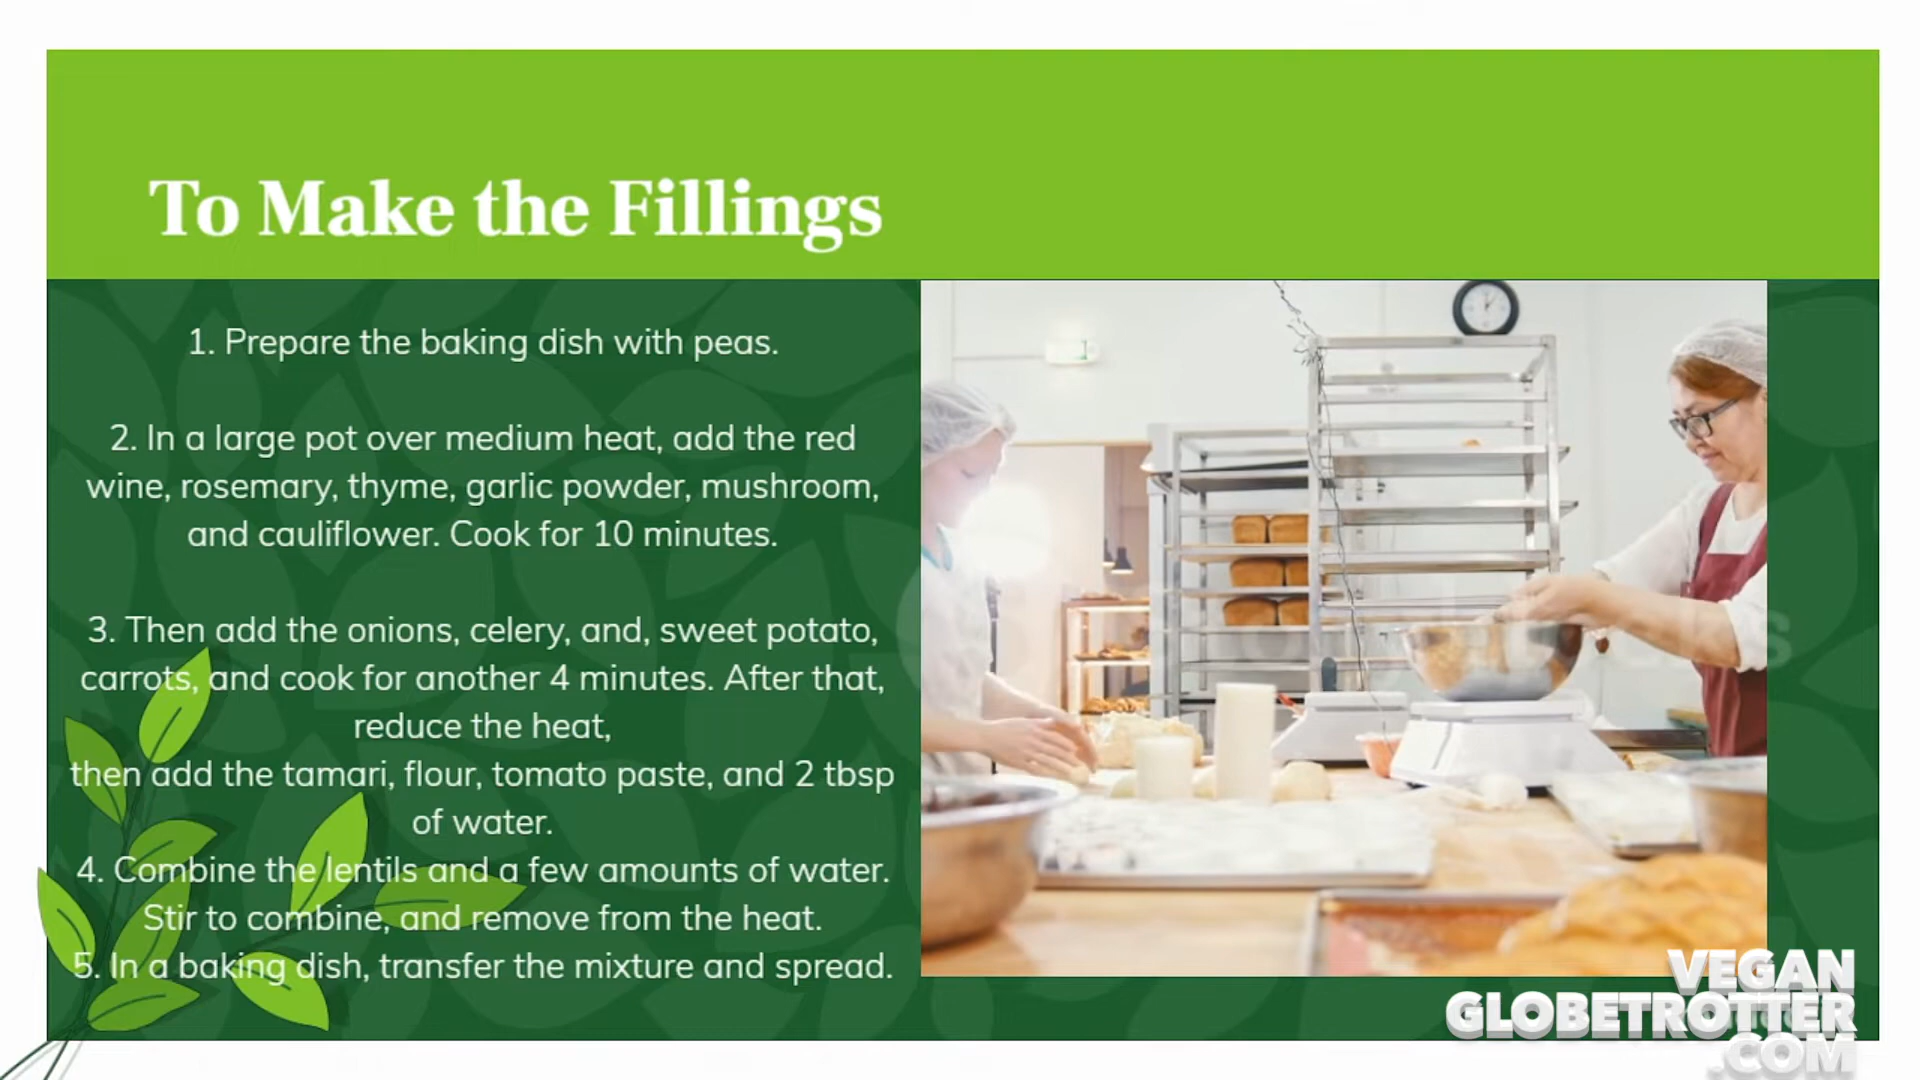 To Make the Fillings
1. Prepare the baking dish with peas.
2. In a large pot over medium heat, add the red
wine, rosemary, thyme, garlic powder, mushroom,
and cauliflower. Cook for 10 minutes.
3. Then add the onions, celery, and, sweet potato,
carrots, and cook for another 4 minutes. After that,
reduce the heat,
then add the tamari, flour, tomato paste, and 2 tbsp
of water.
4. Combine the lentils and a few amounts of water.
Stir to combine, and remove from the heat.
5. In a baking dish, transfer the mixture and spread.
VEGAN
GLOBETROTTER
.COM